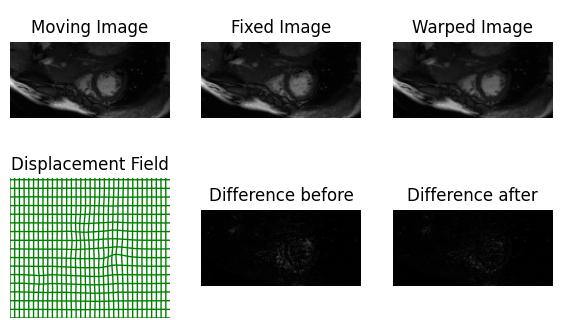 Moving Image
Fixed Image
Warped Image
Displacement Field
Difference before
Difference after